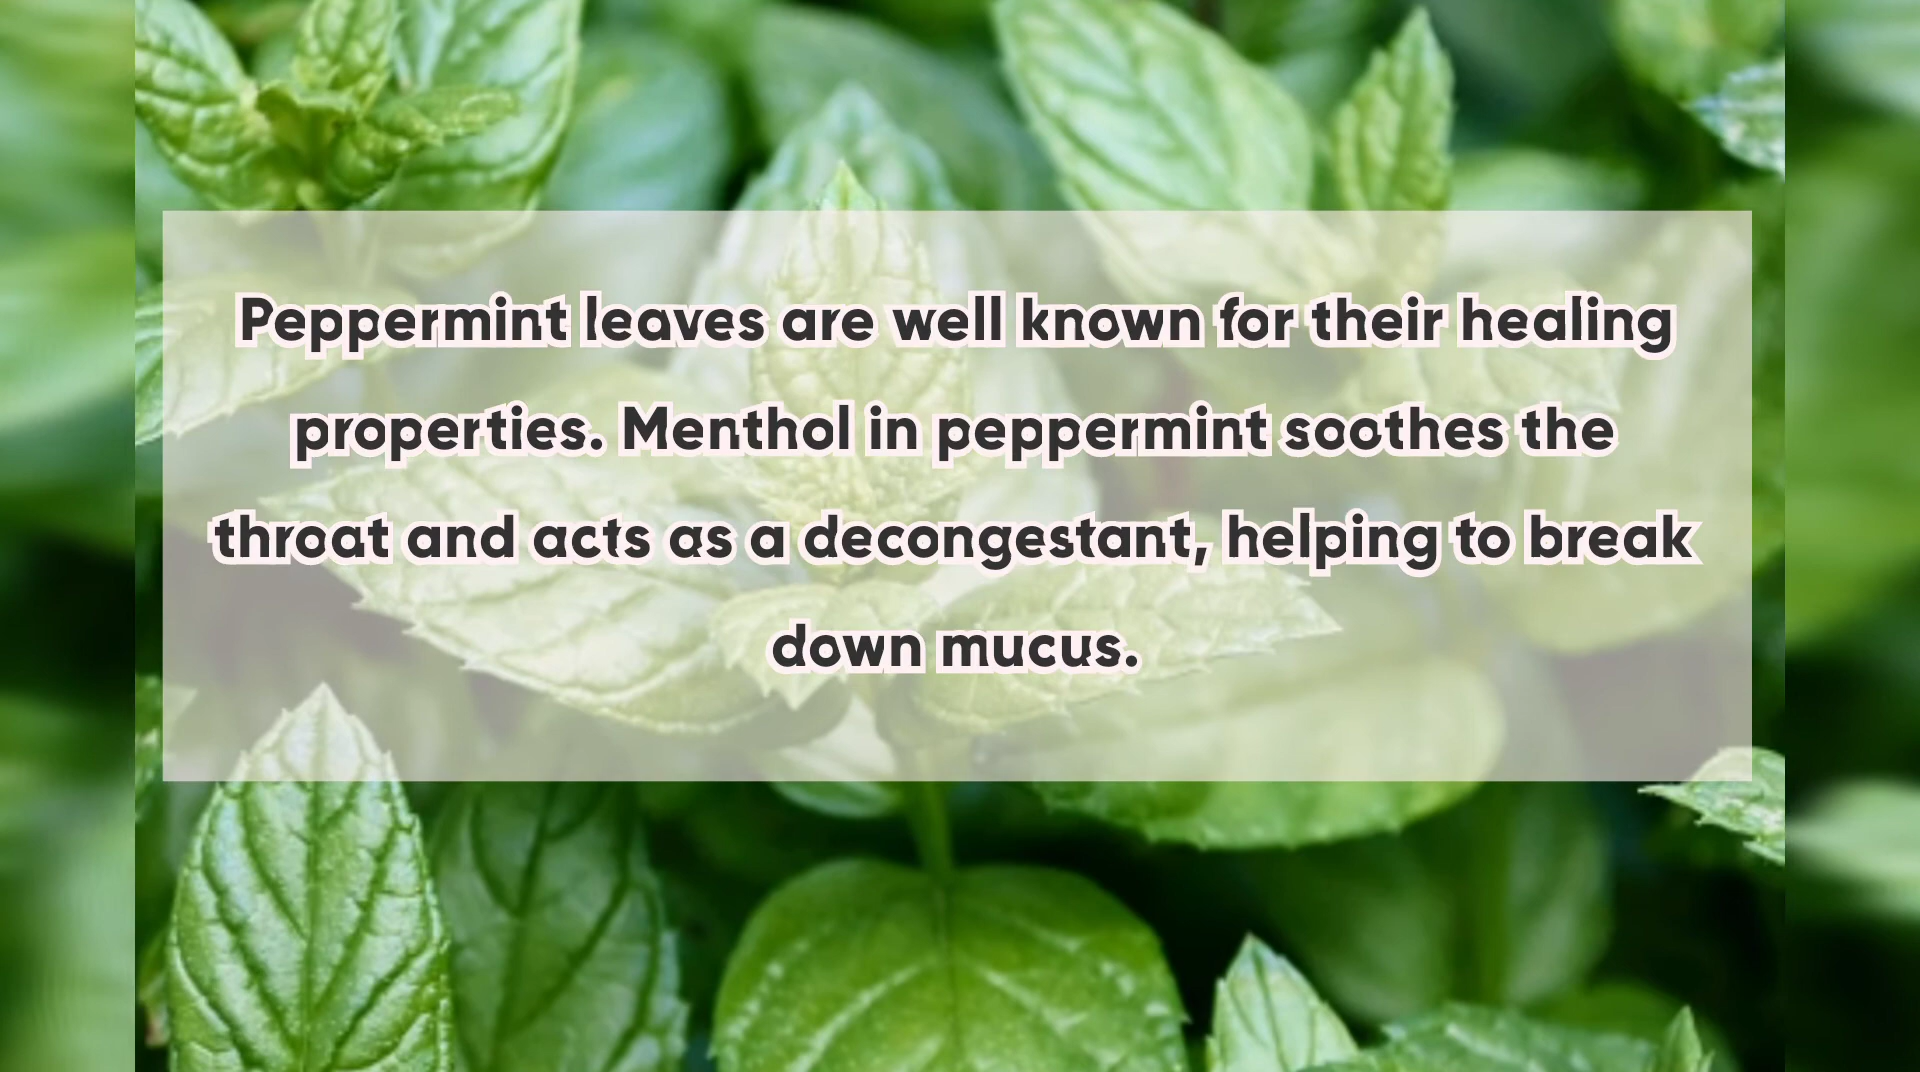 Peppermint leaves are well known for their healing
properties. Menthol in peppermint soothes the
throat and acts as a decongestant, helping to break
down mucus.